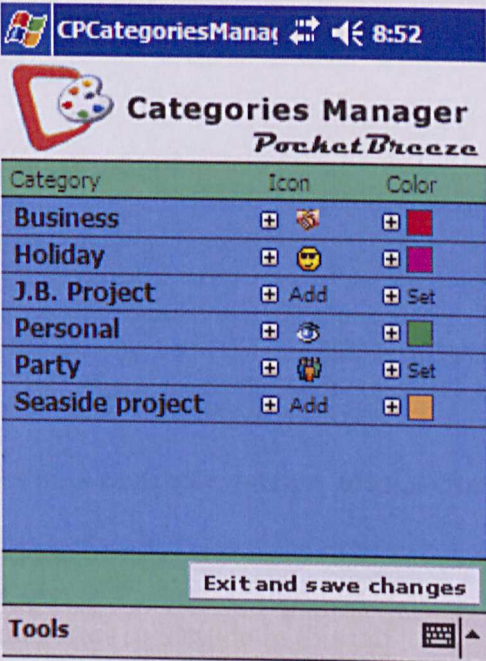 CPCategoriesManag 8:52
Categories Manager
PocketBreeze
Category Icon Color
Business
Holiday
J.B. Project Add Set
Personal
Party Set
Seaside project Add
Exit and save changes
Tools